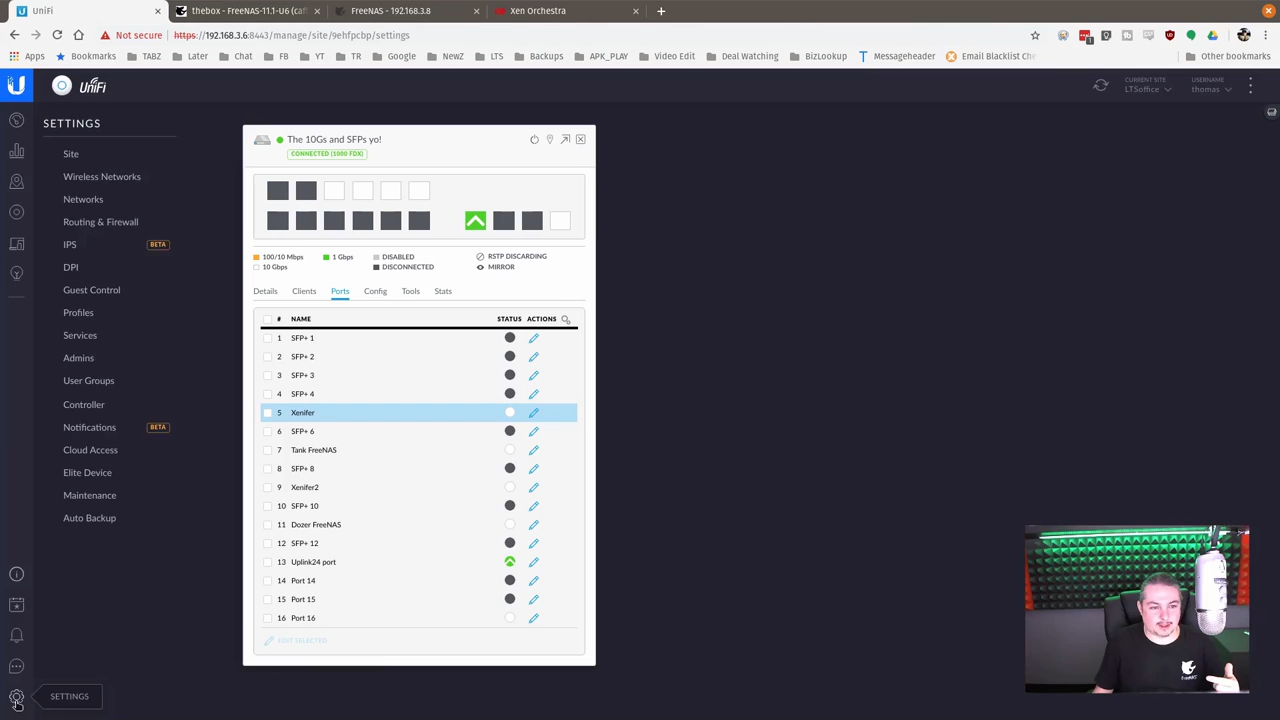 UniFi
thebox - FreeNAS-11.1-U6 (caf
FreeNAS - 192.168.3.8
Xen Orchestra
Not secure
https://192.168.3.6:8443/manage/site/9ehfpcbp/settings
Apps
Bookmarks
TABZ
Later
Chat
FB
YT
TR
Google
NewZ
LTS
Backups
APK_PLAY
Video Edit
Deal Watching
BizLookup
Messageheader
Email Blacklist Che
Other bookmarks
UniFi
CURRENT SITE
LTSoffice
USERNAME
thomas
SETTINGS
Site
Wireless Networks
Networks
Routing & Firewall
IPS BETA
DPI
Guest Control
Profiles
Services
Admins
User Groups
Controller
Notifications BETA
Cloud Access
Elite Device
Maintenance
Auto Backup
SETTINGS
The 10Gs and SFPs yo!
CONNECTED (1000 FDX)
100/10 Mbps 1 Gbps DISABLED RSTP DISCARDING
10 Gbps DISCONNECTED MIRROR
Details Clients Ports Config Tools Stats
# NAME STATUS ACTIONS
1 SFP+ 1
2 SFP+ 2
3 SFP+ 3
4 SFP+ 4
5 Xenifer
6 SFP+ 6
7 Tank FreeNAS
8 SFP+ 8
9 Xenifer2
10 SFP+ 10
11 Dozer FreeNAS
12 SFP+ 12
13 Uplink24 port
14 Port 14
15 Port 15
16 Port 16
EDIT SELECTED